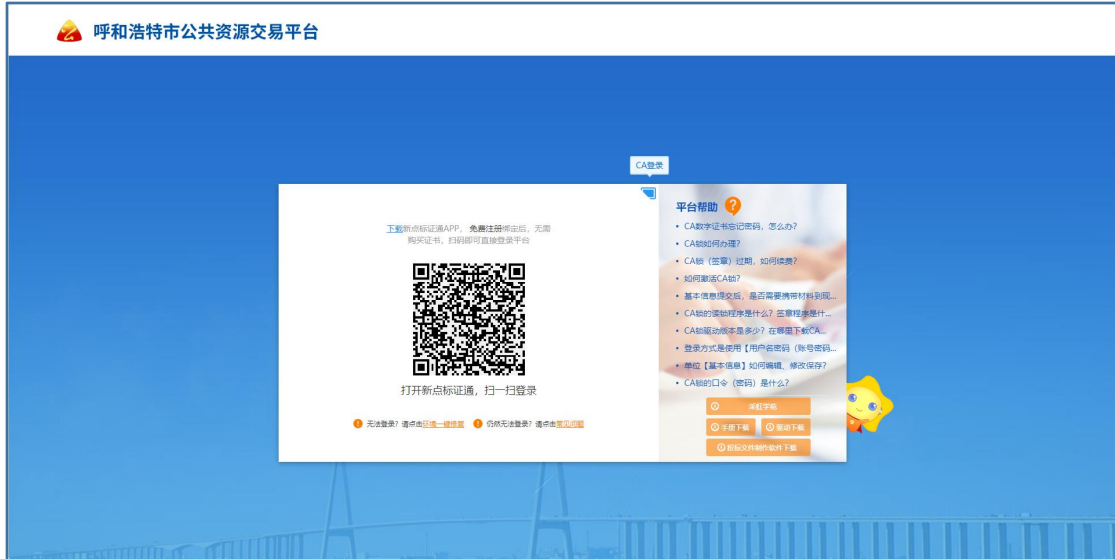 呼和浩特市公共资源交易平台
CA登录
下载新点标证通APP，免费注册绑定后，无需
购买证书，扫码即可直接登录平台
打开新点标证通，扫一扫登录
无法登录？请点击环境一键修复 仍然无法登录？请点击常见问题
平台帮助
CA数字证书忘记密码，怎么办？
CA锁如何办理？
CA锁（签章）过期，如何续费？
如何激活CA锁？
基本信息提交后，是否需要携带材料到现...
CA锁的读锁程序是什么？签章程序是什...
CA锁驱动版本是多少？在哪里下载CA...
登录方式是使用【用户名密码（账号密码...
单位【基本信息】如何编辑、修改保存？
CA锁的口令（密码）是什么？
手册下载 驱动下载
投标文件制作软件下载